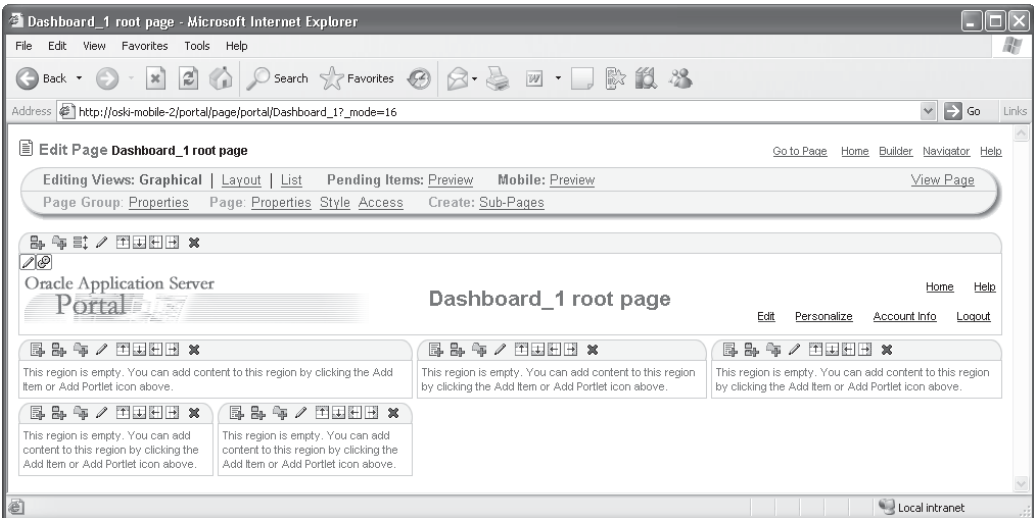 Dashboard_1 root page - Microsoft Internet Explorer
File Edit View Favorites Tools Help
Back Search Favorites
Address http://oski-mobile-2/portal/page/portal/Dashboard_1?_mode=16 Go Links
Edit Page Dashboard_1 root page Go to Page Home Builder Navigator Help
Editing Views: Graphical | Layout | List Pending Items: Preview Mobile: Preview View Page
Page Group: Properties Page: Properties Style Access Create: Sub-Pages
Oracle Application Server
Portal
Dashboard_1 root page
Home Help
Edit Personalize Account Info Logout
This region is empty. You can add content to this region by clicking the Add
Item or Add Portlet icon above.
This region is empty. You can add content to this region
by clicking the Add Item or Add Portlet icon above.
This region is empty. You can add content to this region
by clicking the Add Item or Add Portlet icon above.
This region is empty. You can add
content to this region by clicking the
Add Item or Add Portlet icon above.
This region is empty. You can add
content to this region by clicking the
Add Item or Add Portlet icon above.
Local intranet